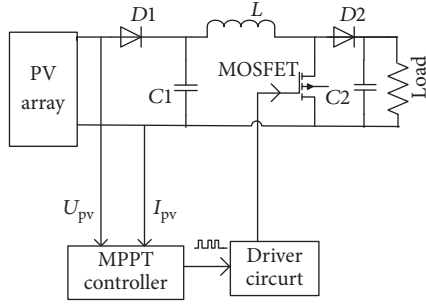 D1
L
D2
PV
array
MOSFET
C1
C2
Load
U_pv
I_pv
MPPT
controller
Driver
circurt